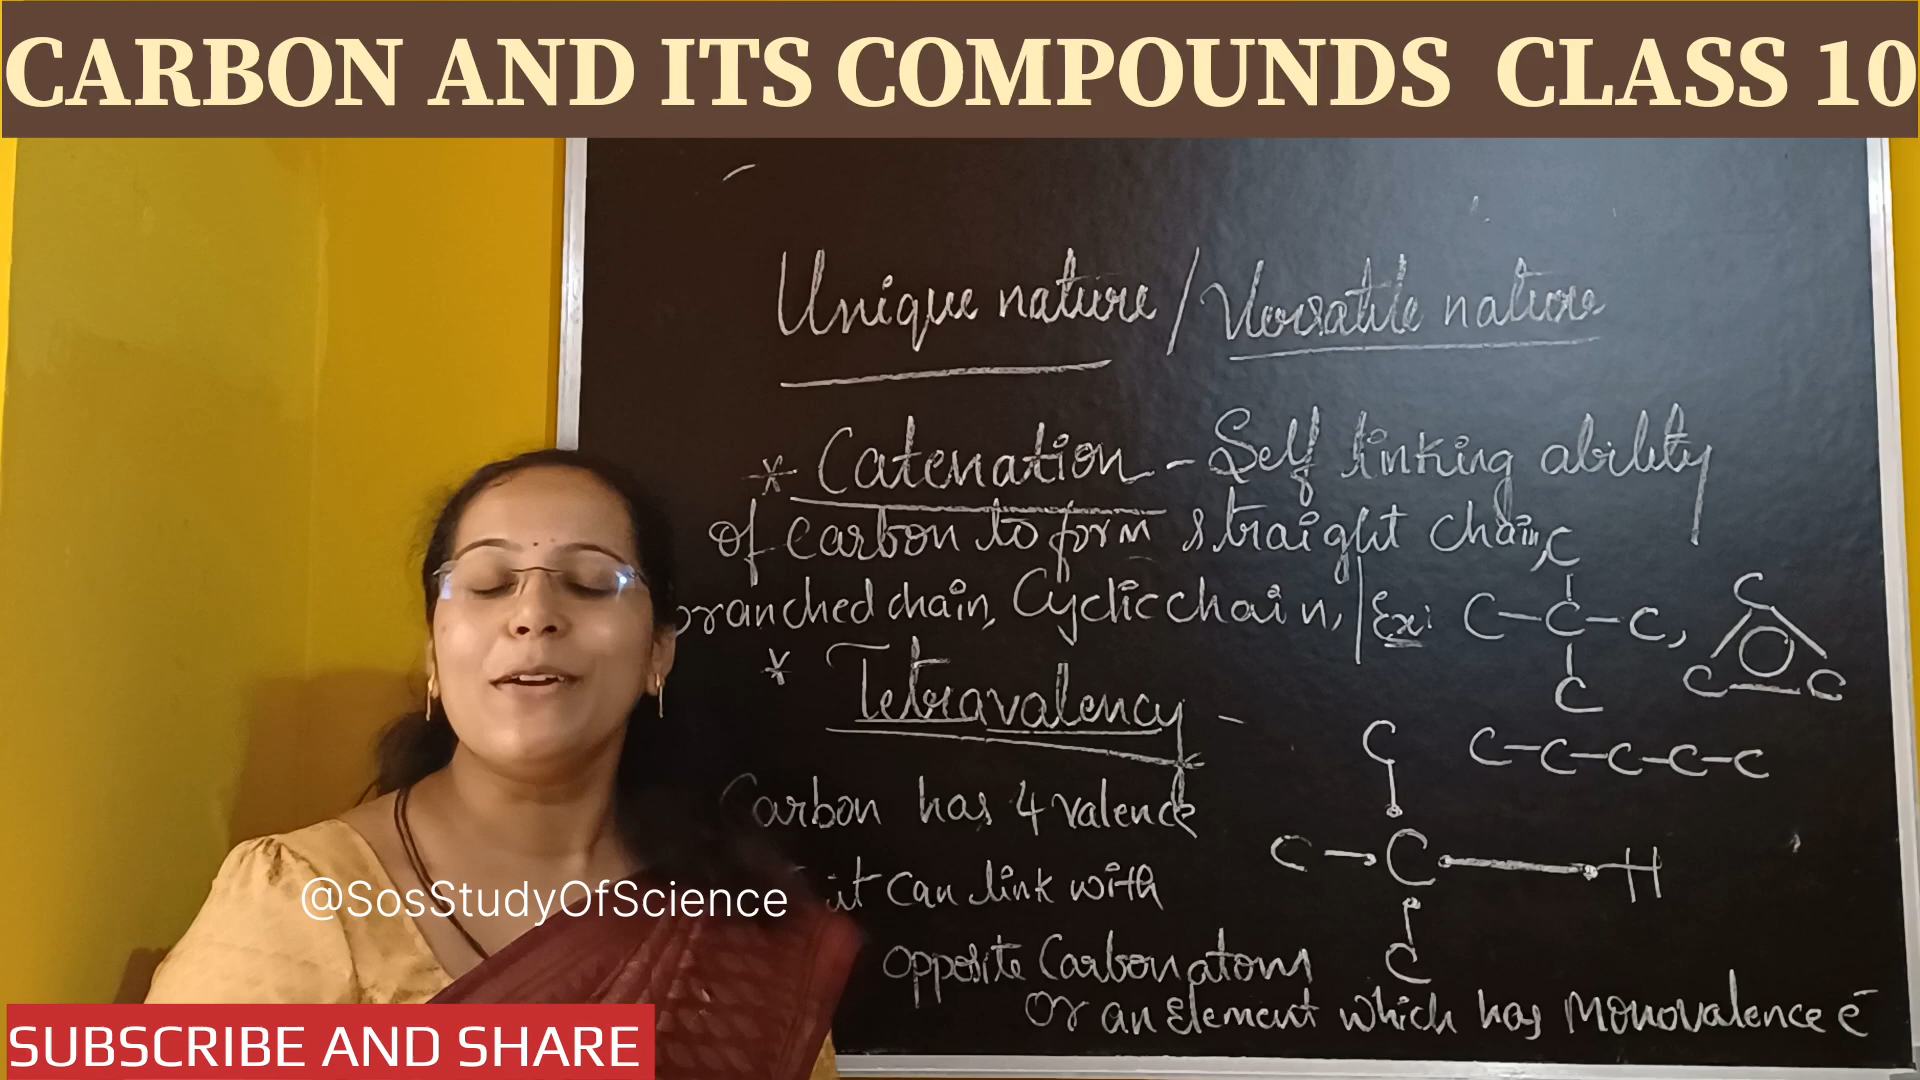 CARBON AND ITS COMPOUNDS CLASS 10
Unique nature / Versatile nature
* Catenation - Self linking ability
of carbon to form straight chain,
branched chain, Cyclic chain, | Ex:
C
C-C-C,
C
C
C C
C-C-C-C-C
* Tetravalency -
Carbon has 4 valence
it can link with
opposite Carbon atoms
or an Element which has Monovalence e-
C
C - C - H
C
@SosStudyOfScience
SUBSCRIBE AND SHARE